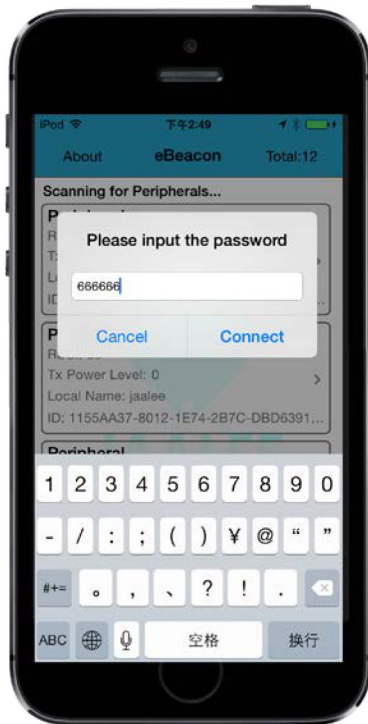 iPod 下午2:49
About eBeacon Total:12
Scanning for Peripherals...
Please input the password
666666
Cancel Connect
Tx Power Level: 0
Local Name: jaalee
ID: 1155AA37-8012-1E74-2B7C-DBD6391...
Peripheral
1 2 3 4 5 6 7 8 9 0
- / : ; ( ) ¥ @ “ ”
#+= 。 , 、 ? ! .
ABC 空格 换行